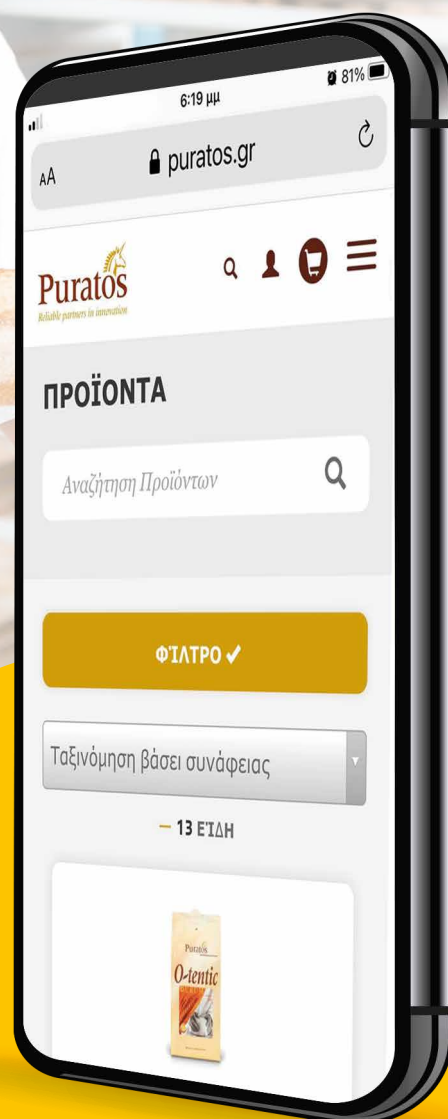 6:19 μμ
81%
AA
puratos.gr
Puratos
Reliable partners in innovation
ΠΡΟΪΟΝΤΑ
Αναζήτηση Προϊόντων
ΦΊΛΤΡΟ ✓
Ταξινόμηση βάσει συνάφειας
13 ΕΊΔΗ
Puratos
O-tentic